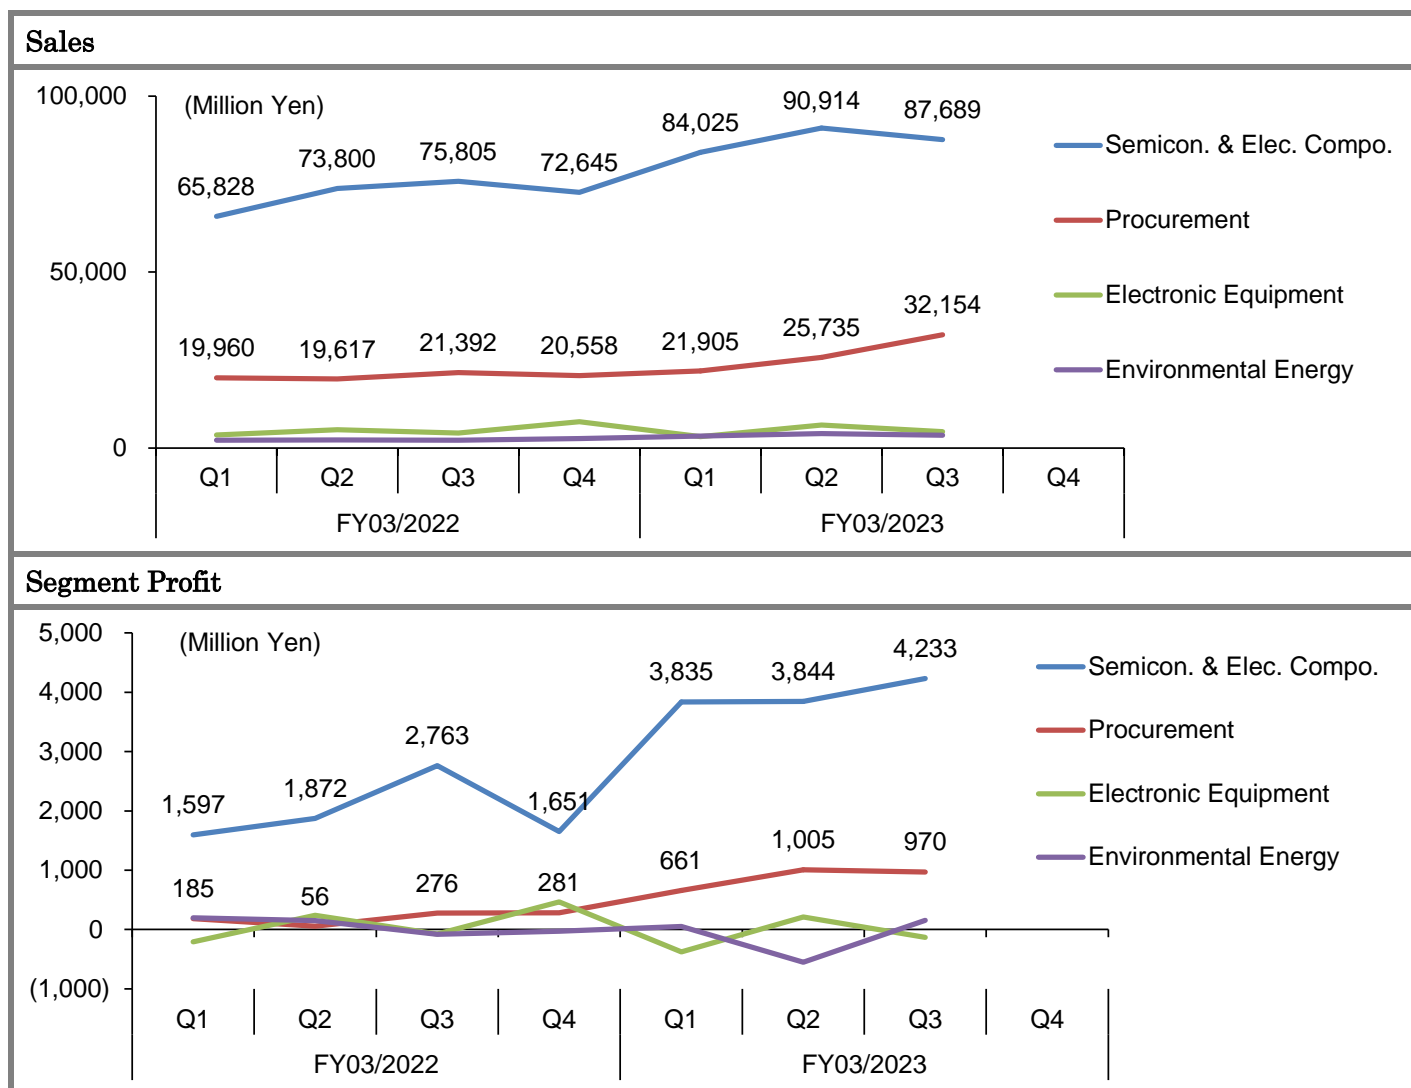 Sales
(Million Yen)
100,000
50,000
0
65,828 73,800 75,805 72,645 84,025 90,914 87,689
19,960 19,617 21,392 20,558 21,905 25,735 32,154
Semicon. & Elec. Compo.
Procurement
Electronic Equipment
Environmental Energy
Q1 Q2 Q3 Q4 Q1 Q2 Q3 Q4
FY03/2022 FY03/2023
Segment Profit
(Million Yen)
5,000
4,000
3,000
2,000
1,000
0
(1,000)
1,597 1,872 2,763 1,651 3,835 3,844 4,233
185 56 276 281 661 1,005 970
Semicon. & Elec. Compo.
Procurement
Electronic Equipment
Environmental Energy
Q1 Q2 Q3 Q4 Q1 Q2 Q3 Q4
FY03/2022 FY03/2023